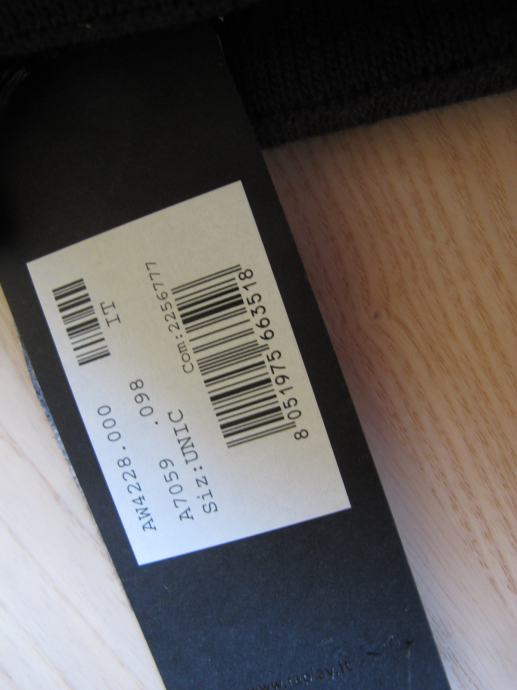 AW4228.000
A7059 .098
Siz:UNIC
IT
Com:2256777
8 051975 663518